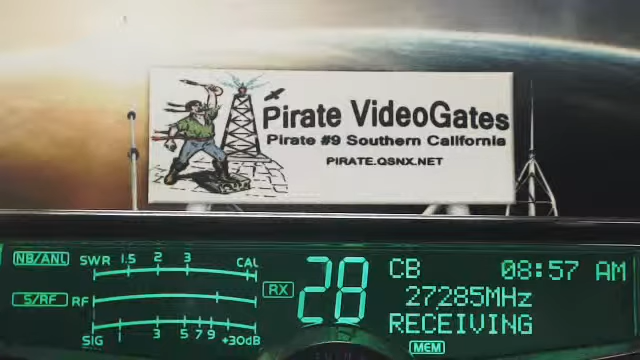 Pirate VideoGates
Pirate #9 Southern California
PIRATE.QSNX.NET
NB/ANL SWR 1.5 2 3 CAL
S/RF RF
SIG 3 5 7 9 +30dB
RX 28
CB 08:57 AM
27285MHz
RECEIVING
MEM